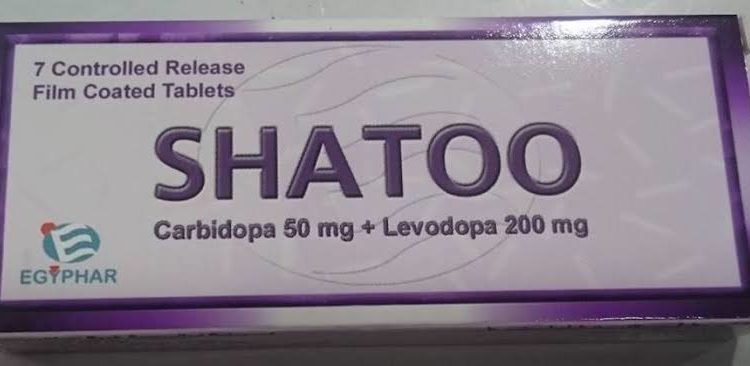 7 Controlled Release
Film Coated Tablets
SHATOO
Carbidopa 50 mg + Levodopa 200 mg
EGYPHAR